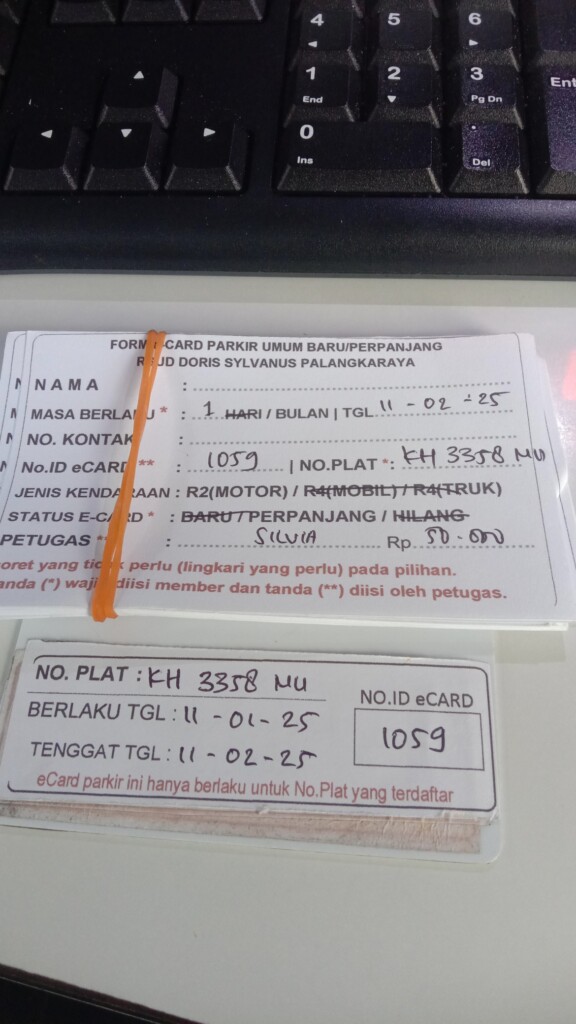 4 5 6
1 2 3
End Pg Dn
Ent
0 .
Ins Del
FORM E-CARD PARKIR UMUM BARU/PERPANJANG
RSUD DORIS SYLVANUS PALANGKARAYA
NAMA :
MASA BERLAKU * : 1 HARI / BULAN | TGL 11 - 02 - 25
NO. KONTAK :
No.ID eCARD ** : 1059 | NO.PLAT *: KH 3358 MU
JENIS KENDARAAN : R2(MOTOR) / R4(MOBIL) / R4(TRUK)
STATUS E-CARD * : BARU / PERPANJANG / HILANG
PETUGAS ** : SILVIA Rp. 50.000
coret yang tidak perlu (lingkari yang perlu) pada pilihan.
anda (*) wajib diisi member dan tanda (**) diisi oleh petugas.
NO. PLAT : KH 3358 MU
NO.ID eCARD
BERLAKU TGL : 11 - 01 - 25
1059
TENGGAT TGL : 11 - 02 - 25
eCard parkir ini hanya berlaku untuk No.Plat yang terdaftar